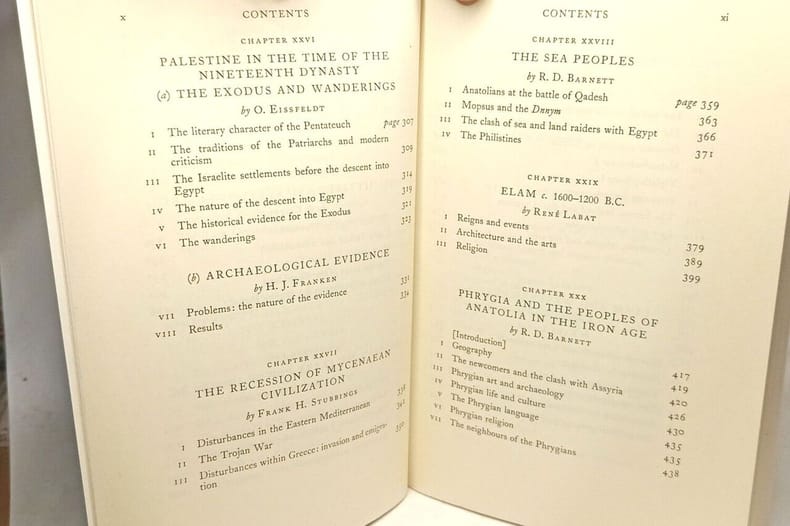 x CONTENTS
CHAPTER XXVI
PALESTINE IN THE TIME OF THE
NINETEENTH DYNASTY
(a) THE EXODUS AND WANDERINGS
by O. EISSFELDT
I The literary character of the Pentateuch page 307
II The traditions of the Patriarchs and modern
criticism 309
III The Israelite settlements before the descent into
Egypt 314
IV The nature of the descent into Egypt 319
V The historical evidence for the Exodus 321
VI The wanderings 323
(b) ARCHAEOLOGICAL EVIDENCE
by H. J. FRANKEN
VII Problems: the nature of the evidence 331
VIII Results 334
CHAPTER XXVII
THE RECESSION OF MYCENAEAN
CIVILIZATION
by FRANK H. STUBBINGS
I Disturbances in the Eastern Mediterranean 338
II The Trojan War 342
III Disturbances within Greece: invasion and emigra-
tion 350
CONTENTS xi
CHAPTER XXVIII
THE SEA PEOPLES
by R. D. BARNETT
I Anatolians at the battle of Qadesh page 359
II Mopsus and the Dnnym 363
III The clash of sea and land raiders with Egypt 366
IV The Philistines 371
CHAPTER XXIX
ELAM c. 1600–1200 B.C.
by RENÉ LABAT
I Reigns and events 379
II Architecture and the arts 389
III Religion 399
CHAPTER XXX
PHRYGIA AND THE PEOPLES OF
ANATOLIA IN THE IRON AGE
by R. D. BARNETT
[Introduction] 417
I Geography 419
II The newcomers and the clash with Assyria 420
III Phrygian art and archaeology 426
IV Phrygian life and culture 430
V The Phrygian language 435
VI Phrygian religion 435
VII The neighbours of the Phrygians 438